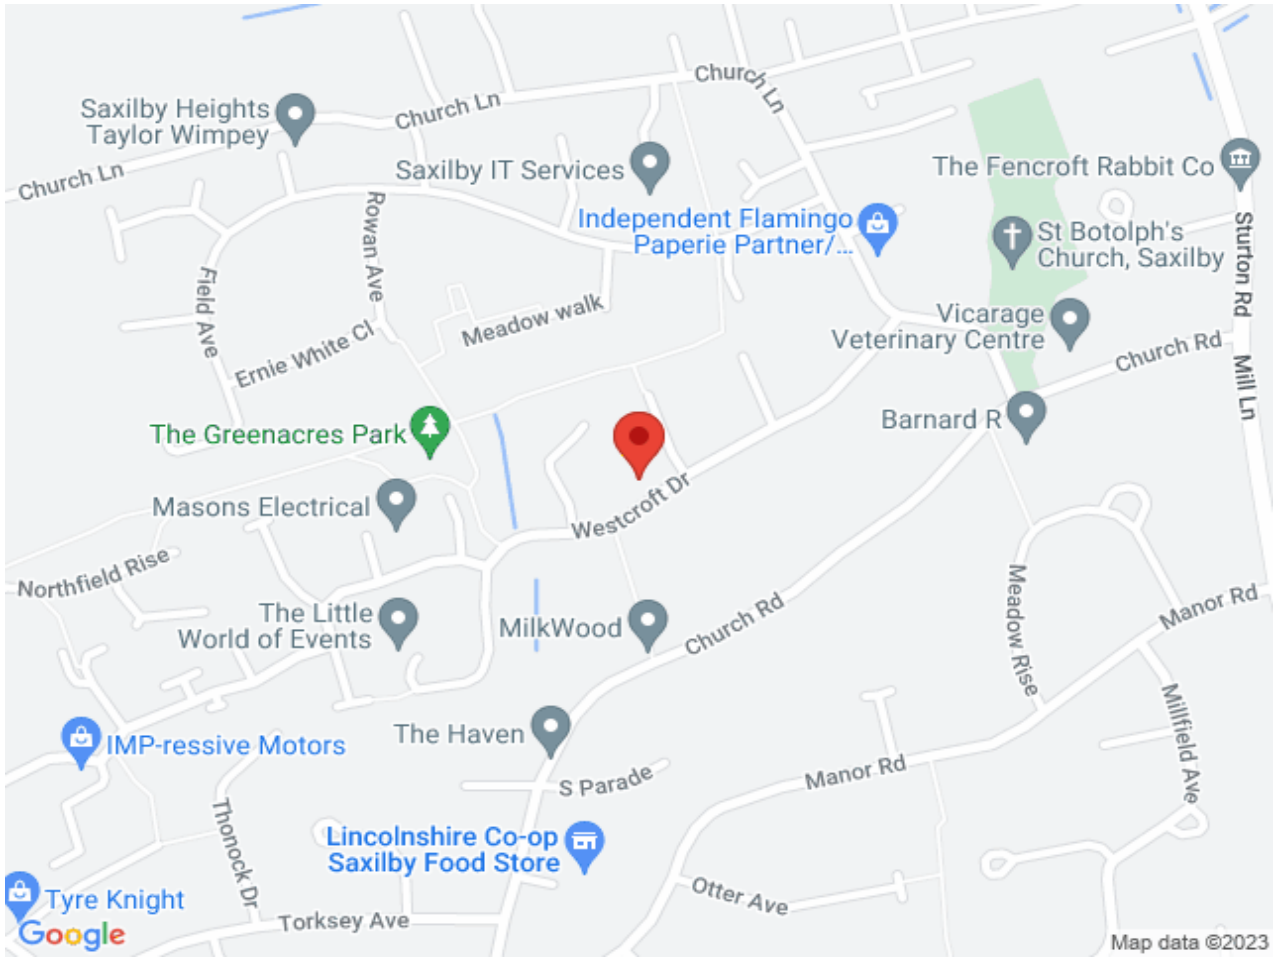 Church Ln
Saxilby Heights
Taylor Wimpey
Church Ln
Church Ln
Saxilby IT Services
The Fencroft Rabbit Co
Rowan Ave
Independent Flamingo
Paperie Partner/...
St Botolph's
Church, Saxilby
Sturton Rd
Field Ave
Meadow walk
Vicarage
Veterinary Centre
Ernie White Cl
Church Rd
Mill Ln
The Greenacres Park
Barnard R
Masons Electrical
Westcroft Dr
Northfield Rise
The Little
World of Events
MilkWood
Church Rd
Meadow Rise
Manor Rd
IMP-ressive Motors
The Haven
Millfield Ave
S Parade
Manor Rd
Thonock Dr
Lincolnshire Co-op
Saxilby Food Store
Tyre Knight
Otter Ave
Torksey Ave
Google
Map data ©2023